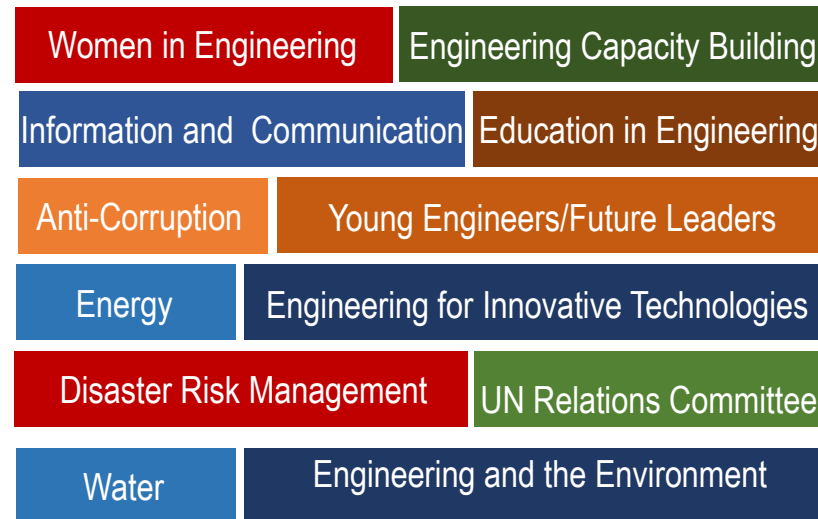 Women in Engineering
Engineering Capacity Building
Information and Communication
Education in Engineering
Anti-Corruption
Young Engineers/Future Leaders
Energy
Engineering for Innovative Technologies
Disaster Risk Management
UN Relations Committee
Water
Engineering and the Environment